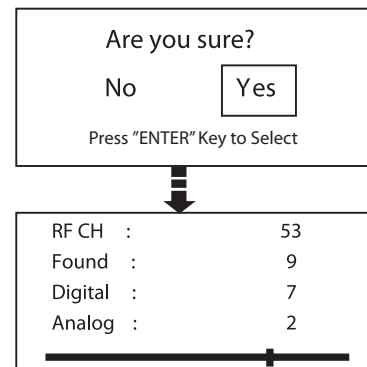 Are you sure?
No Yes
Press "ENTER" Key to Select
RF CH : 53
Found : 9
Digital : 7
Analog : 2